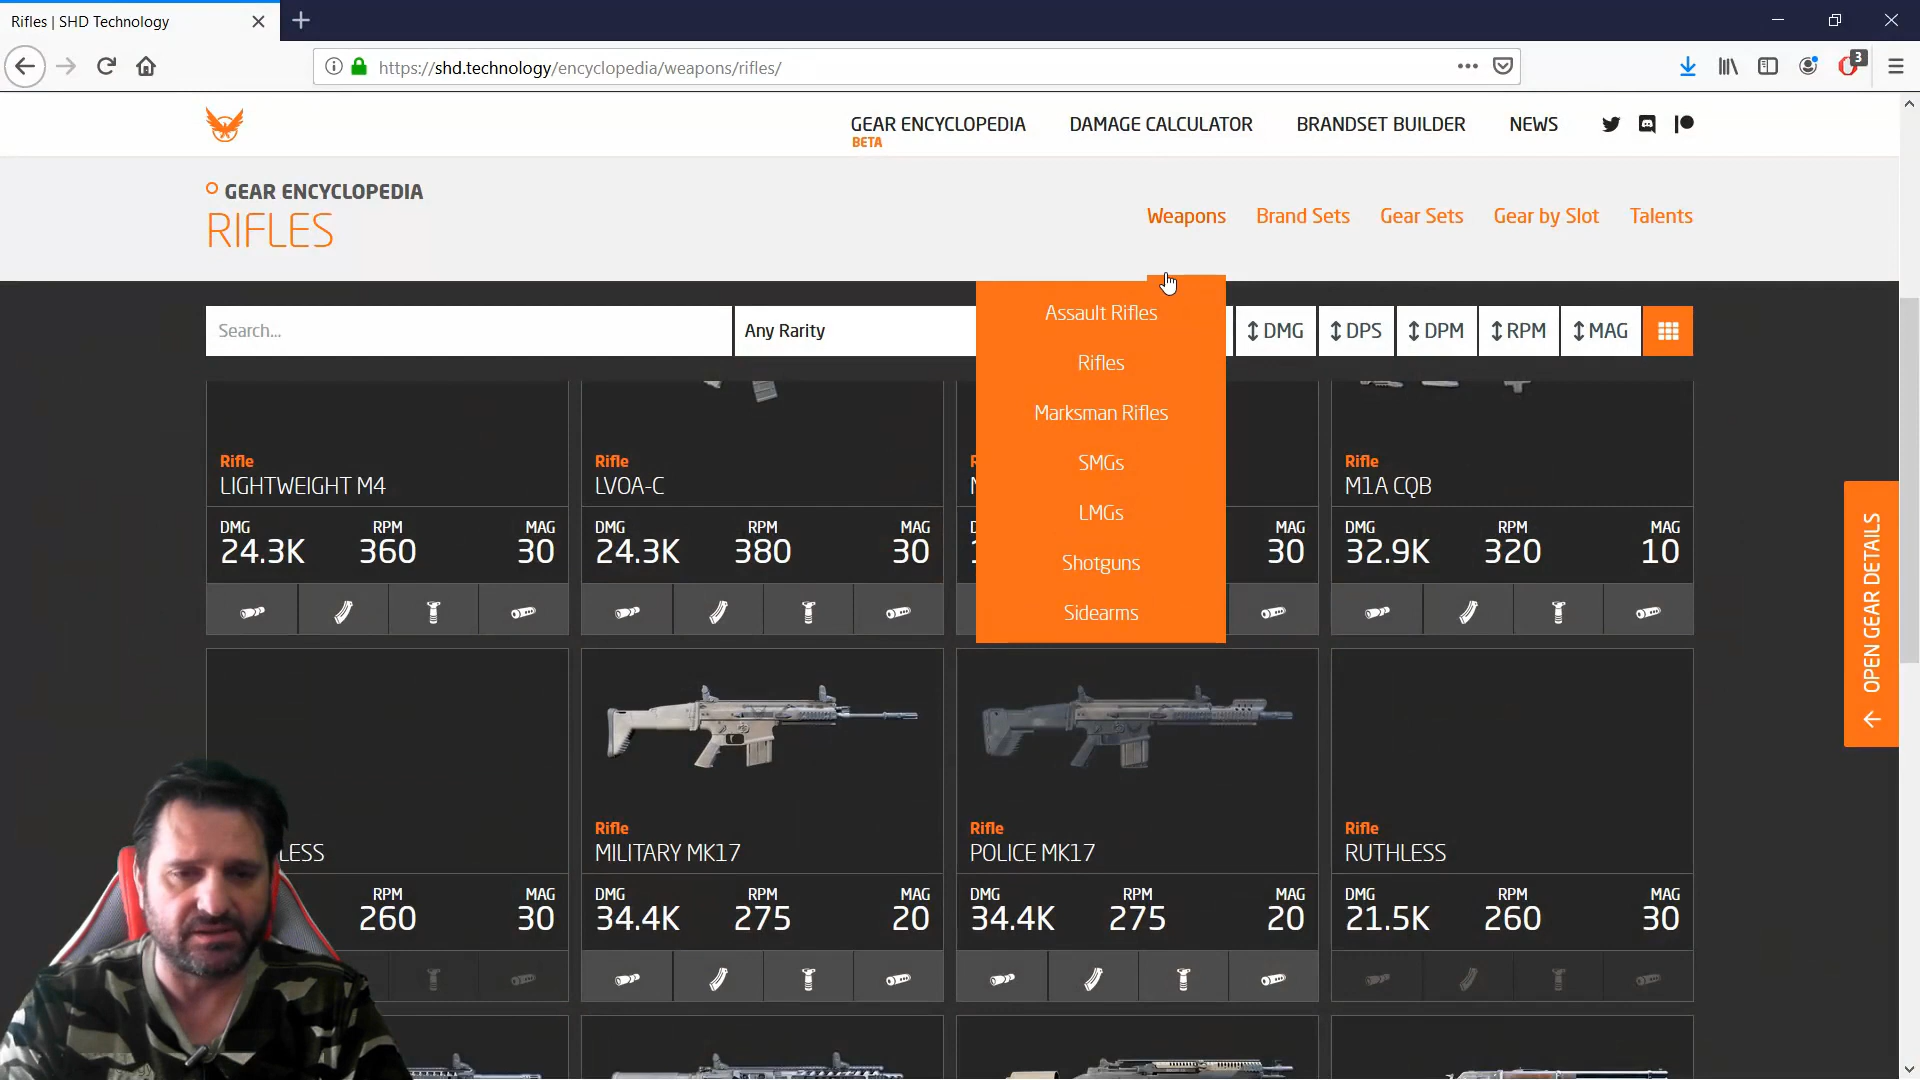 Rifles | SHD Technology
3
https://shd.technology/encyclopedia/weapons/rifles/
GEAR ENCYCLOPEDIA
BETA
DAMAGE CALCULATOR
BRANDSET BUILDER
NEWS
GEAR ENCYCLOPEDIA
RIFLES
Weapons
Brand Sets
Gear Sets
Gear by Slot
Talents
Search...
Any Rarity
DMG
DPS
DPM
RPM
MAG
Assault Rifles
Rifles
Marksman Rifles
SMGs
LMGs
Shotguns
Sidearms
OPEN GEAR DETAILS
Rifle
LIGHTWEIGHT M4
DMG RPM MAG
24.3K 360 30
Rifle
LVOA-C
DMG RPM MAG
24.3K 380 30
MAG
30
Rifle
M1A CQB
DMG RPM MAG
32.9K 320 10
LESS
RPM MAG
260 30
Rifle
MILITARY MK17
DMG RPM MAG
34.4K 275 20
Rifle
POLICE MK17
DMG RPM MAG
34.4K 275 20
Rifle
RUTHLESS
DMG RPM MAG
21.5K 260 30